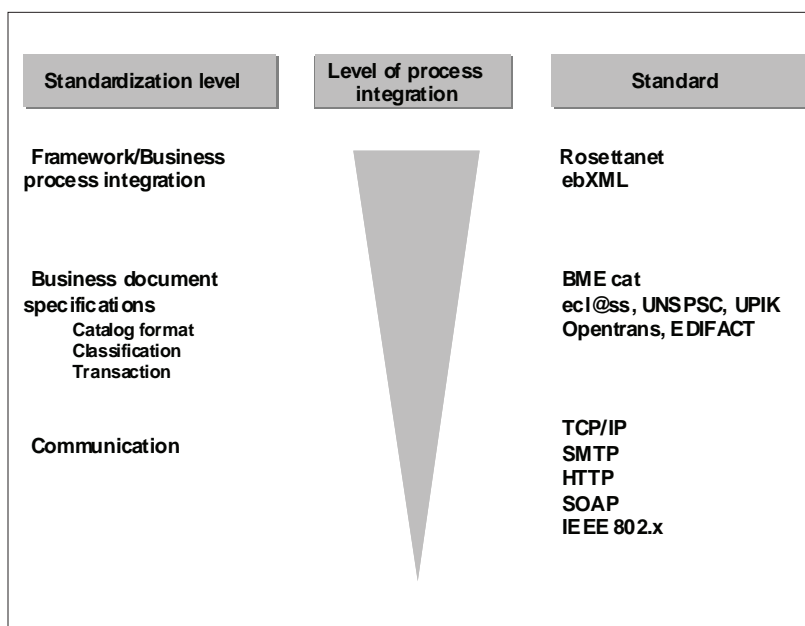 Standardization level
Level of process
integration
Standard
Framework/Business
process integration
Rosettanet
ebXML
Business document
specifications
Catalog format
Classification
Transaction
BME cat
ecl@ss, UNSPSC, UPIK
Opentrans, EDIFACT
Communication
TCP/IP
SMTP
HTTP
SOAP
IEEE 802.x